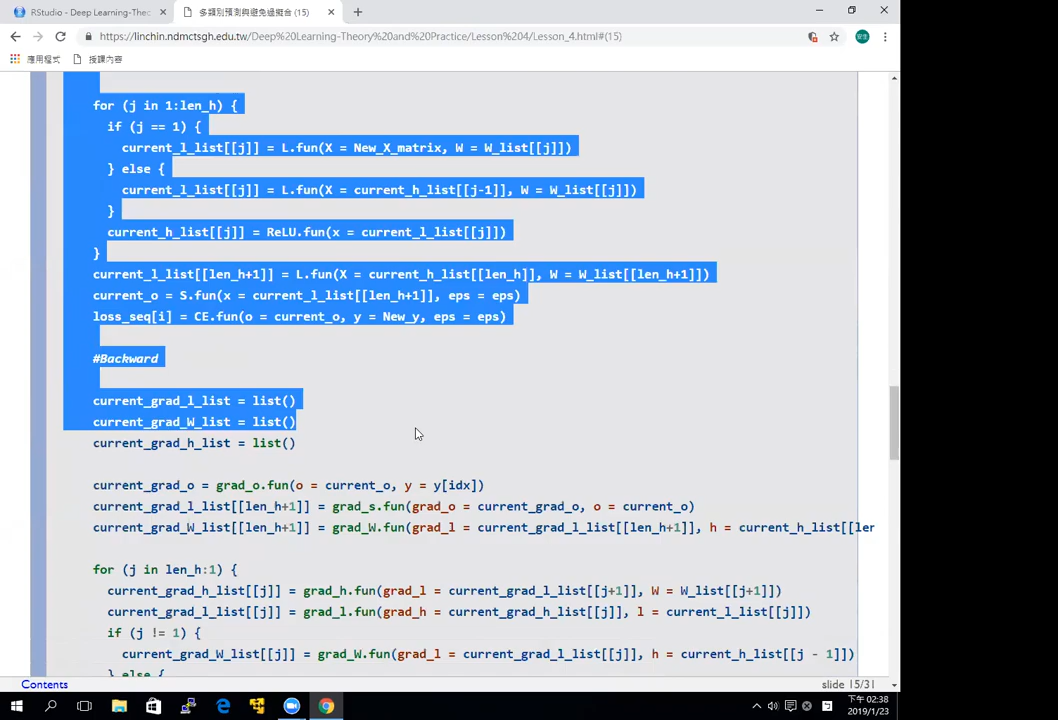 RStudio - Deep Learning-Theo
多類別預測與避免過擬合 (15)
https://linchin.ndmctsgh.edu.tw/Deep%20Learning-Theory%20and%20Practice/Lesson%204/Lesson_4.html#(15)
應用程式
授課內容
for (j in 1:len_h) {
if (j == 1) {
current_l_list[[j]] = L.fun(X = New_X_matrix, W = W_list[[j]])
} else {
current_l_list[[j]] = L.fun(X = current_h_list[[j-1]], W = W_list[[j]])
}
current_h_list[[j]] = ReLU.fun(x = current_l_list[[j]])
}
current_l_list[[len_h+1]] = L.fun(X = current_h_list[[len_h]], W = W_list[[len_h+1]])
current_o = S.fun(x = current_l_list[[len_h+1]], eps = eps)
loss_seq[i] = CE.fun(o = current_o, y = New_y, eps = eps)
#Backward
current_grad_l_list = list()
current_grad_W_list = list()
current_grad_h_list = list()
current_grad_o = grad_o.fun(o = current_o, y = y[idx])
current_grad_l_list[[len_h+1]] = grad_s.fun(grad_o = current_grad_o, o = current_o)
current_grad_W_list[[len_h+1]] = grad_W.fun(grad_l = current_grad_l_list[[len_h+1]], h = current_h_list[[ler
for (j in len_h:1) {
current_grad_h_list[[j]] = grad_h.fun(grad_l = current_grad_l_list[[j+1]], W = W_list[[j+1]])
current_grad_l_list[[j]] = grad_l.fun(grad_h = current_grad_h_list[[j]], l = current_l_list[[j]])
if (j != 1) {
current_grad_W_list[[j]] = grad_W.fun(grad_l = current_grad_l_list[[j]], h = current_h_list[[j - 1]])
} else {
Contents
slide 15/31
下午 02:38
2019/1/23